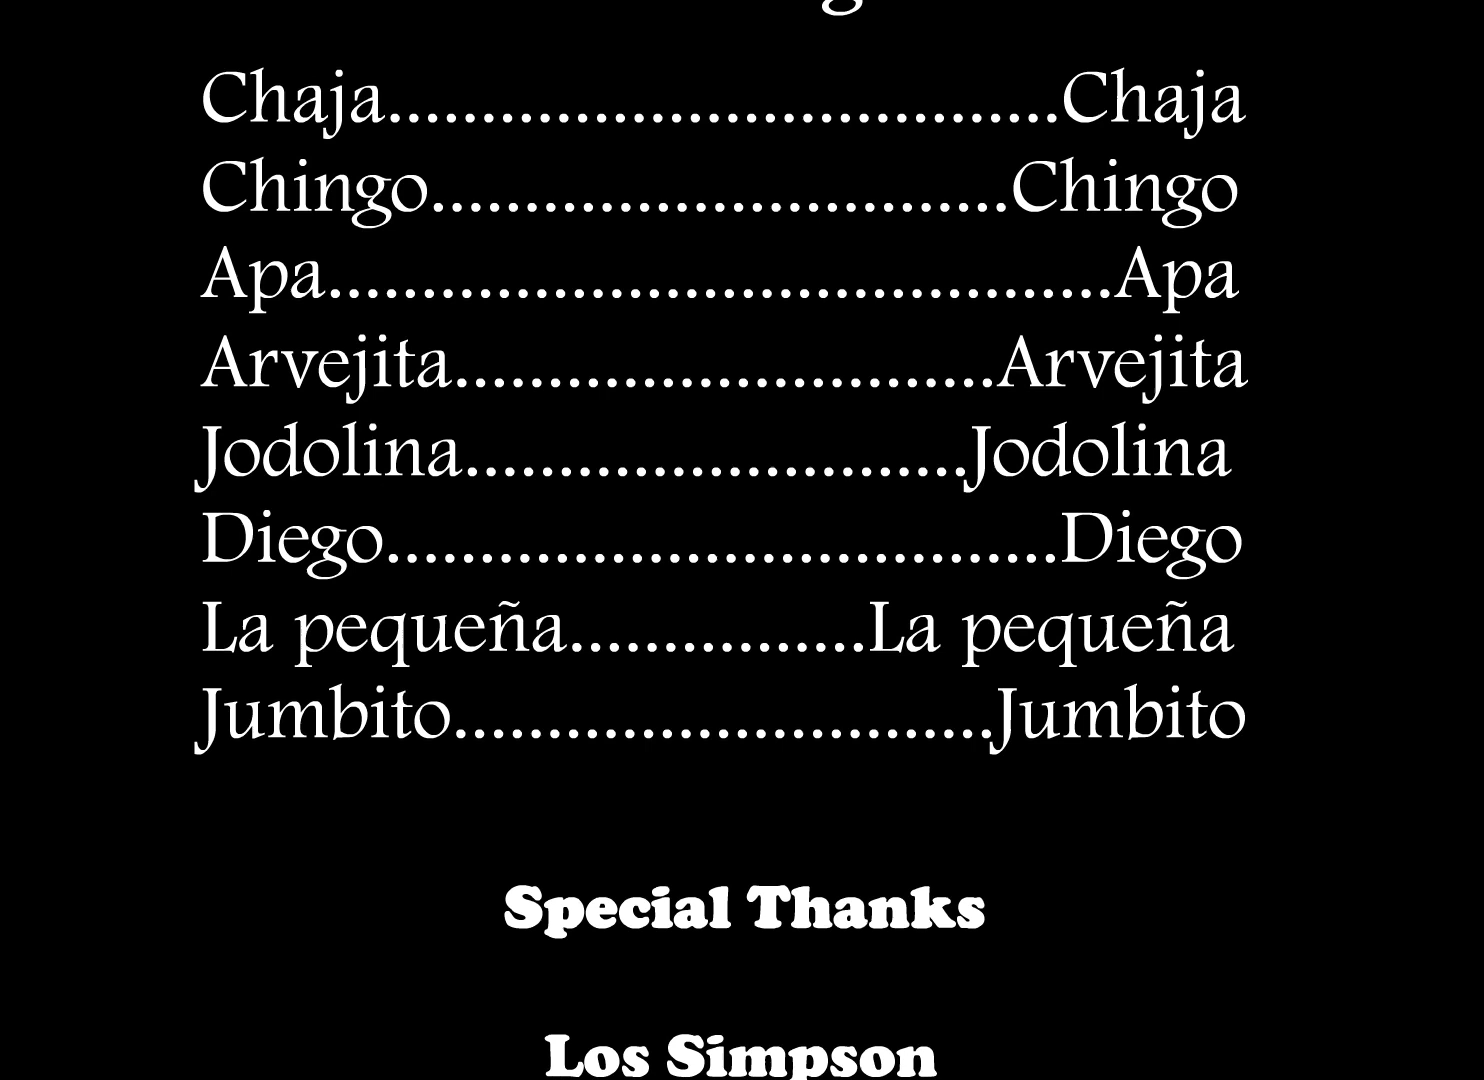 Chaja....................................Chaja
Chingo...............................Chingo
Apa..........................................Apa
Arvejita.............................Arvejita
Jodolina...........................Jodolina
Diego....................................Diego
La pequeña................La pequeña
Jumbito.............................Jumbito
Special Thanks
Los Simpson